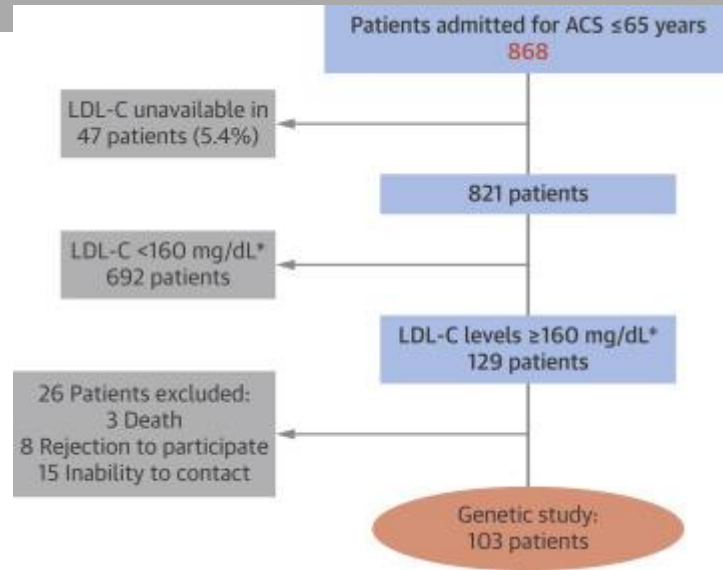 Patients admitted for ACS ≤65 years
868
LDL-C unavailable in
47 patients (5.4%)
821 patients
LDL-C <160 mg/dL*
692 patients
LDL-C levels ≥160 mg/dL*
129 patients
26 Patients excluded:
3 Death
8 Rejection to participate
15 Inability to contact
Genetic study:
103 patients